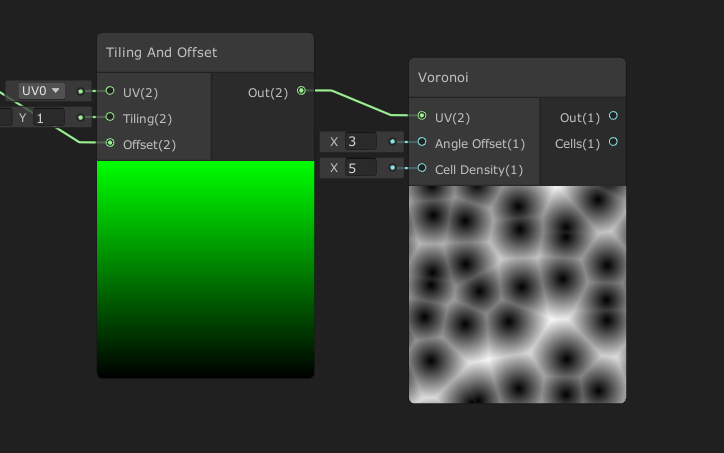 Tiling And Offset
UV0
UV(2)
Out(2)
Y 1
Tiling(2)
Offset(2)
Voronoi
UV(2)
Out(1)
X 3
Angle Offset(1)
Cells(1)
X 5
Cell Density(1)